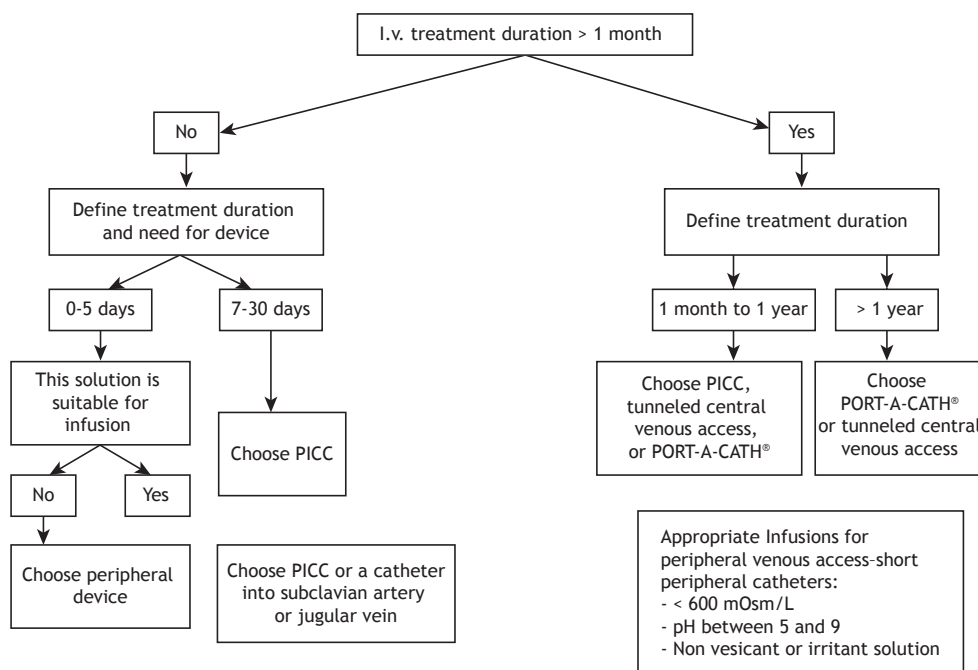 I.v. treatment duration > 1 month
No
Yes
Define treatment duration
and need for device
Define treatment duration
0-5 days
7-30 days
1 month to 1 year
> 1 year
This solution is
suitable for
infusion
Choose PICC
Choose PICC,
tunneled central
venous access,
or PORT-A-CATH®
Choose
PORT-A-CATH®
or tunneled central
venous access
No
Yes
Choose peripheral
device
Choose PICC or a catheter
into subclavian artery
or jugular vein
Appropriate Infusions for
peripheral venous access-short
peripheral catheters:
- < 600 mOsm/L
- pH between 5 and 9
- Non vesicant or irritant solution